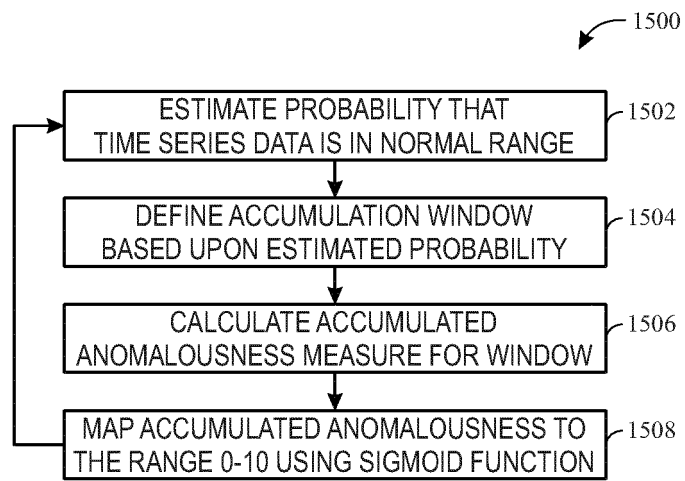 1500
ESTIMATE PROBABILITY THAT
TIME SERIES DATA IS IN NORMAL RANGE
1502
DEFINE ACCUMULATION WINDOW
BASED UPON ESTIMATED PROBABILITY
1504
CALCULATE ACCUMULATED
ANOMALOUSNESS MEASURE FOR WINDOW
1506
MAP ACCUMULATED ANOMALOUSNESS TO
THE RANGE 0-10 USING SIGMOID FUNCTION
1508